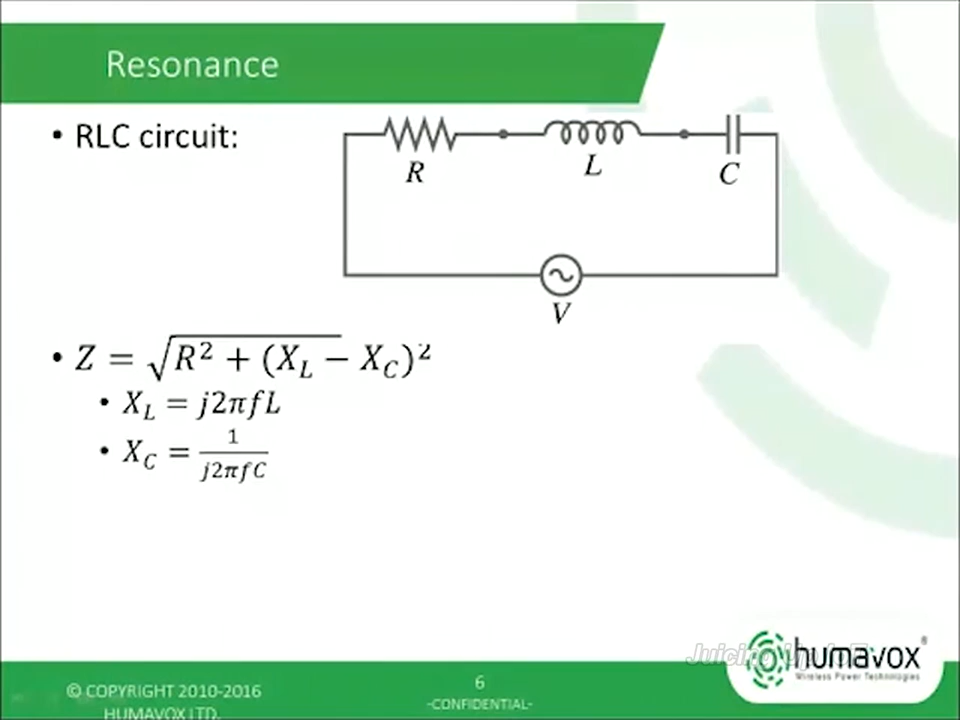 Resonance
• RLC circuit:
R
L
C
V
• Z = √R² + (X_L − X_C)²
• X_L = j2πfL
• X_C = 1/j2πfC
humavox®
Wireless Power Technologies
© COPYRIGHT 2010-2016
HUMAVOX LTD.
6
-CONFIDENTIAL-
Juicing